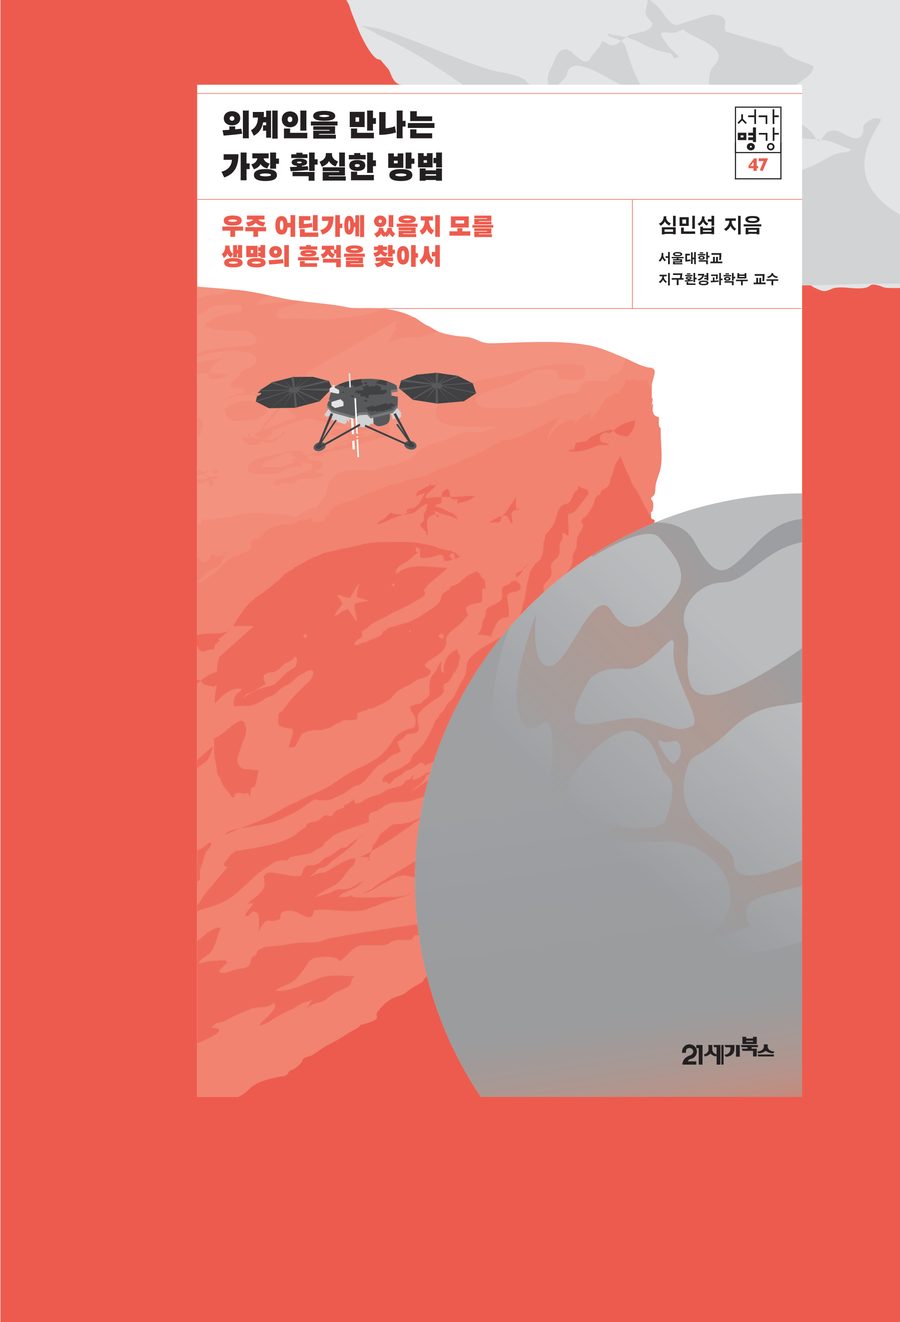 외계인을 만나는
가장 확실한 방법
서가
명강
47
우주 어딘가에 있을지 모를
생명의 흔적을 찾아서
심민섭 지음
서울대학교
지구환경과학부 교수
21세기북스